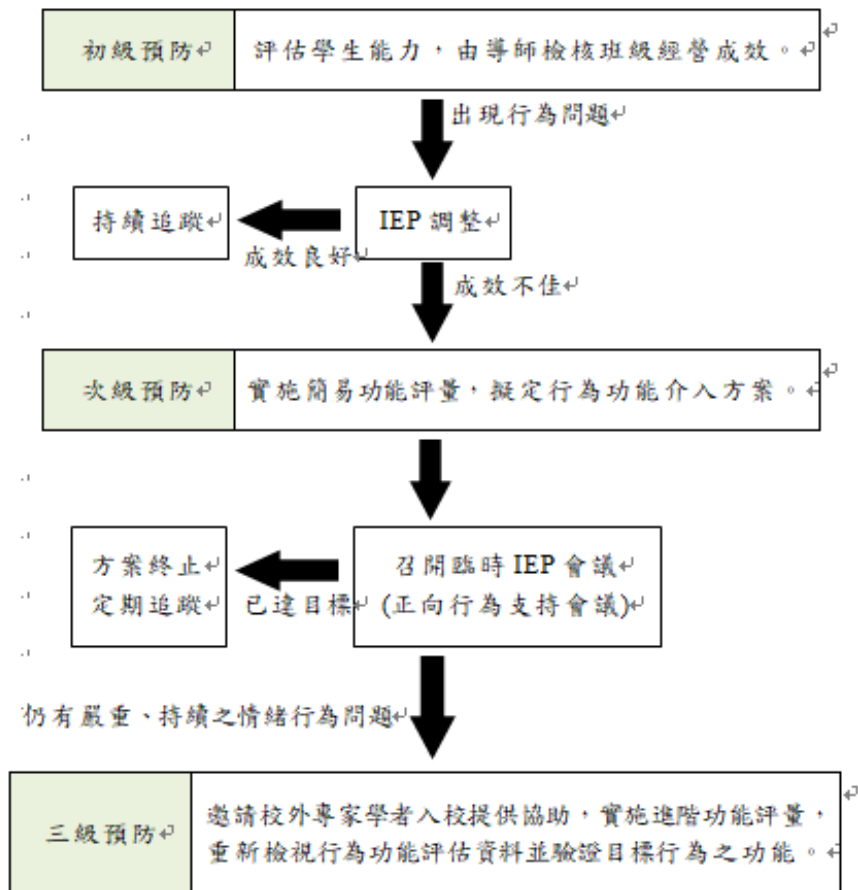 初級預防
評估學生能力，由導師檢核班級經營成效。
出現行為問題
持續追蹤
IEP 調整
成效良好
成效不佳
次級預防
實施簡易功能評量，擬定行為功能介入方案。
方案終止
定期追蹤
已達目標
召開臨時 IEP 會議
(正向行為支持會議)
仍有嚴重、持續之情緒行為問題
三級預防
邀請校外專家學者入校提供協助，實施進階功能評量，
重新檢視行為功能評估資料並驗證目標行為之功能。